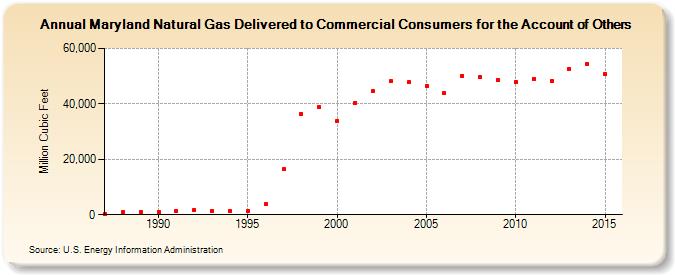 Annual Maryland Natural Gas Delivered to Commercial Consumers for the Account of Others
Million Cubic Feet
60,000
40,000
20,000
0
1990 1995 2000 2005 2010 2015
Source: U.S. Energy Information Administration